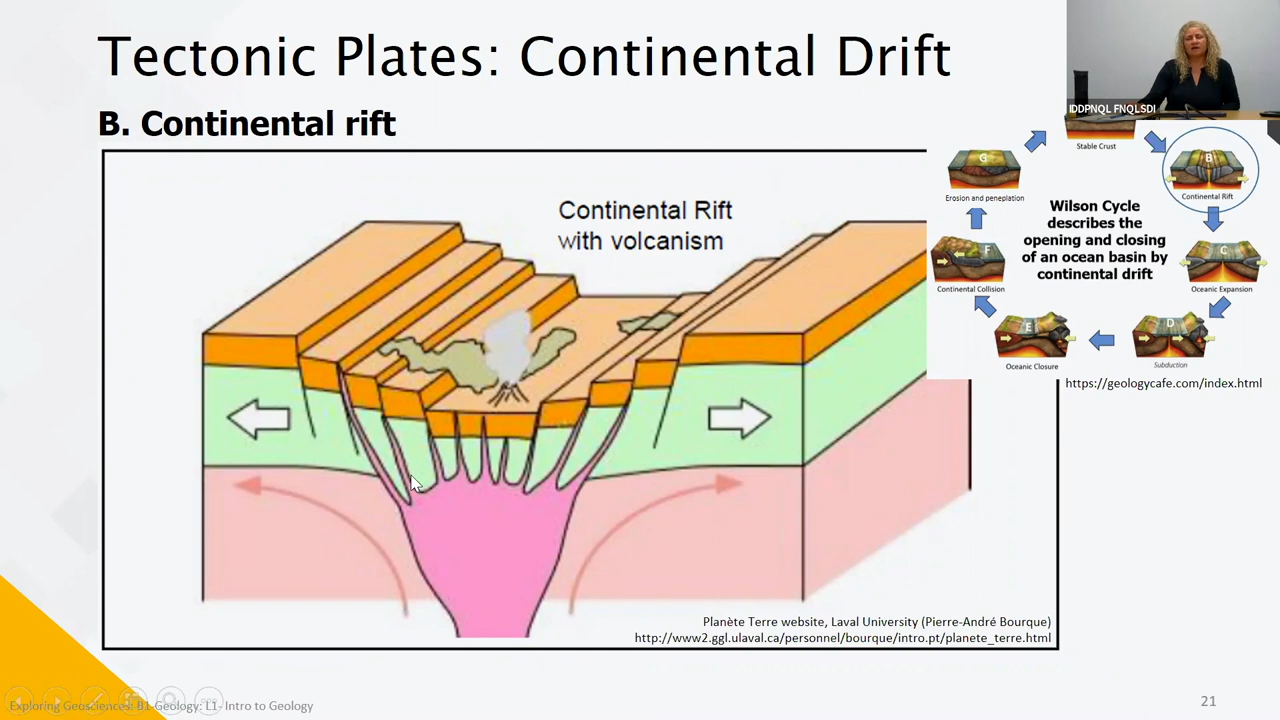 Tectonic Plates: Continental Drift
B. Continental rift
Continental Rift
with volcanism
IDDPNQL FNQLSDI
Stable Crust
B
Continental Rift
G
Erosion and peneplation
Wilson Cycle
describes the
opening and closing
of an ocean basin by
continental drift
F
Continental Collision
C
Oceanic Expansion
E
Oceanic Closure
D
Subduction
https://geologycafe.com/index.html
Planète Terre website, Laval University (Pierre-André Bourque)
http://www2.ggl.ulaval.ca/personnel/bourque/intro.pt/planete_terre.html
Exploring Geosciences: B1-Geology: L1- Intro to Geology
21